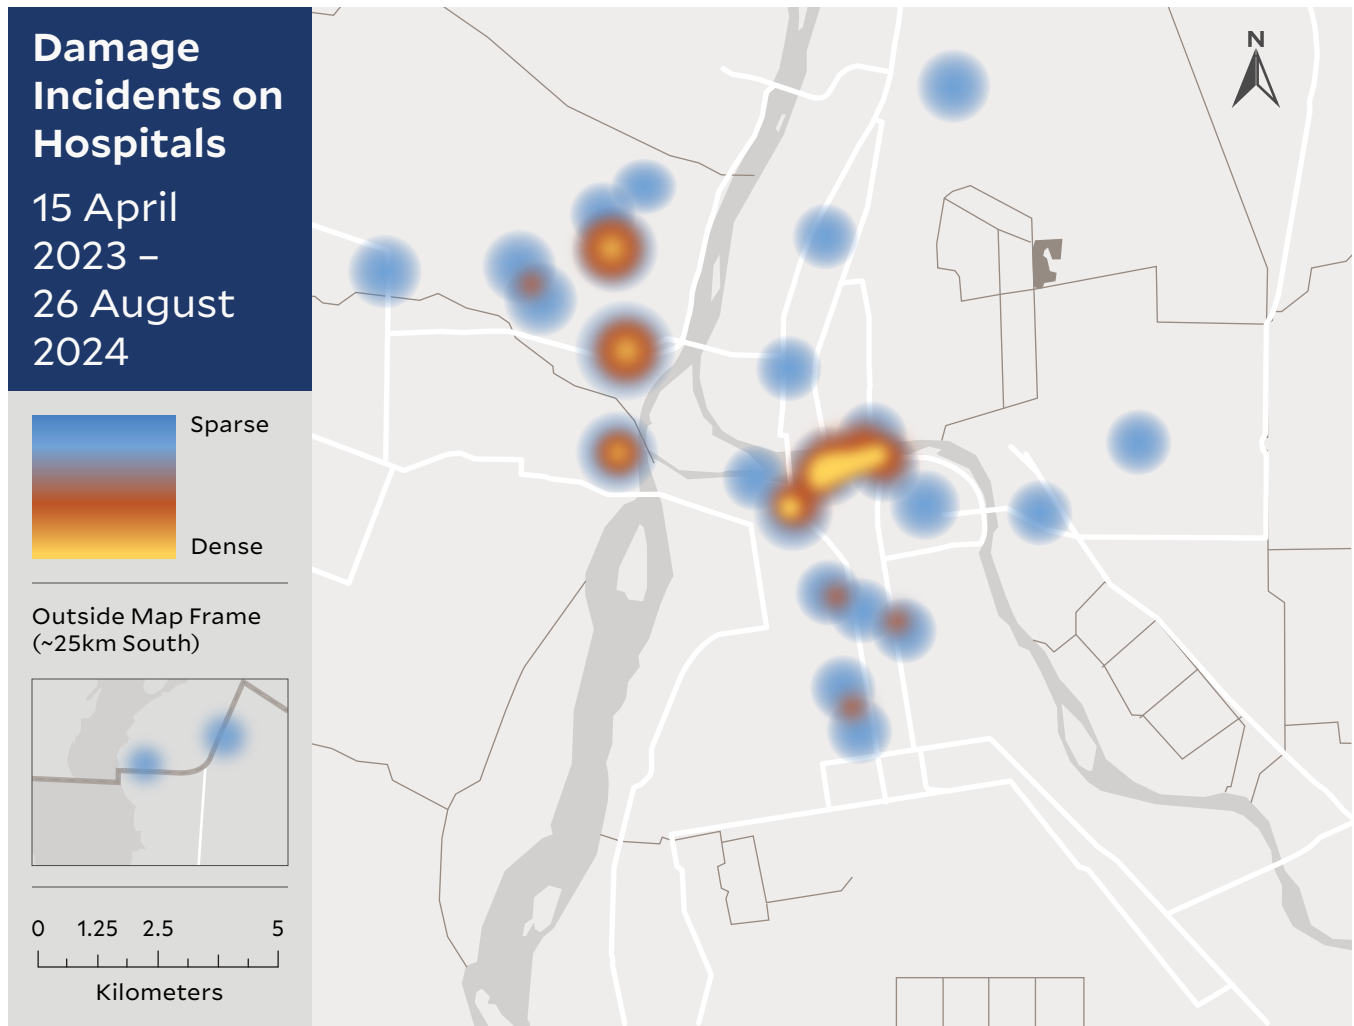 Damage
Incidents on
Hospitals
15 April
2023 –
26 August
2024
Sparse
Dense
Outside Map Frame
(~25km South)
0 1.25 2.5 5
Kilometers
N